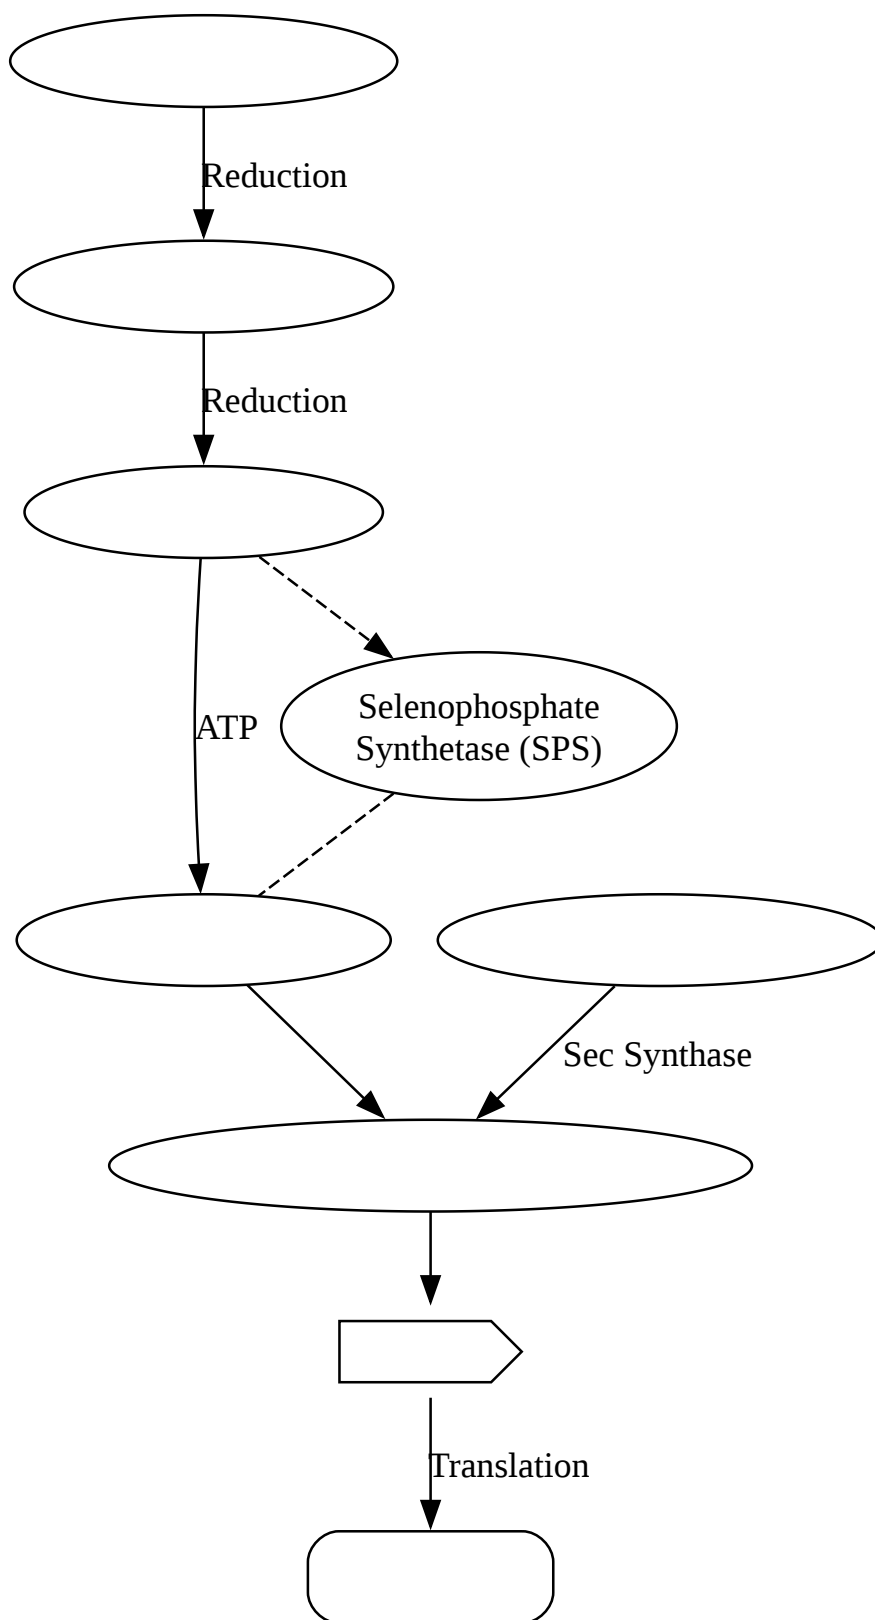 Reduction
Reduction
Selenophosphate
Synthetase (SPS)
ATP
Sec Synthase
Translation